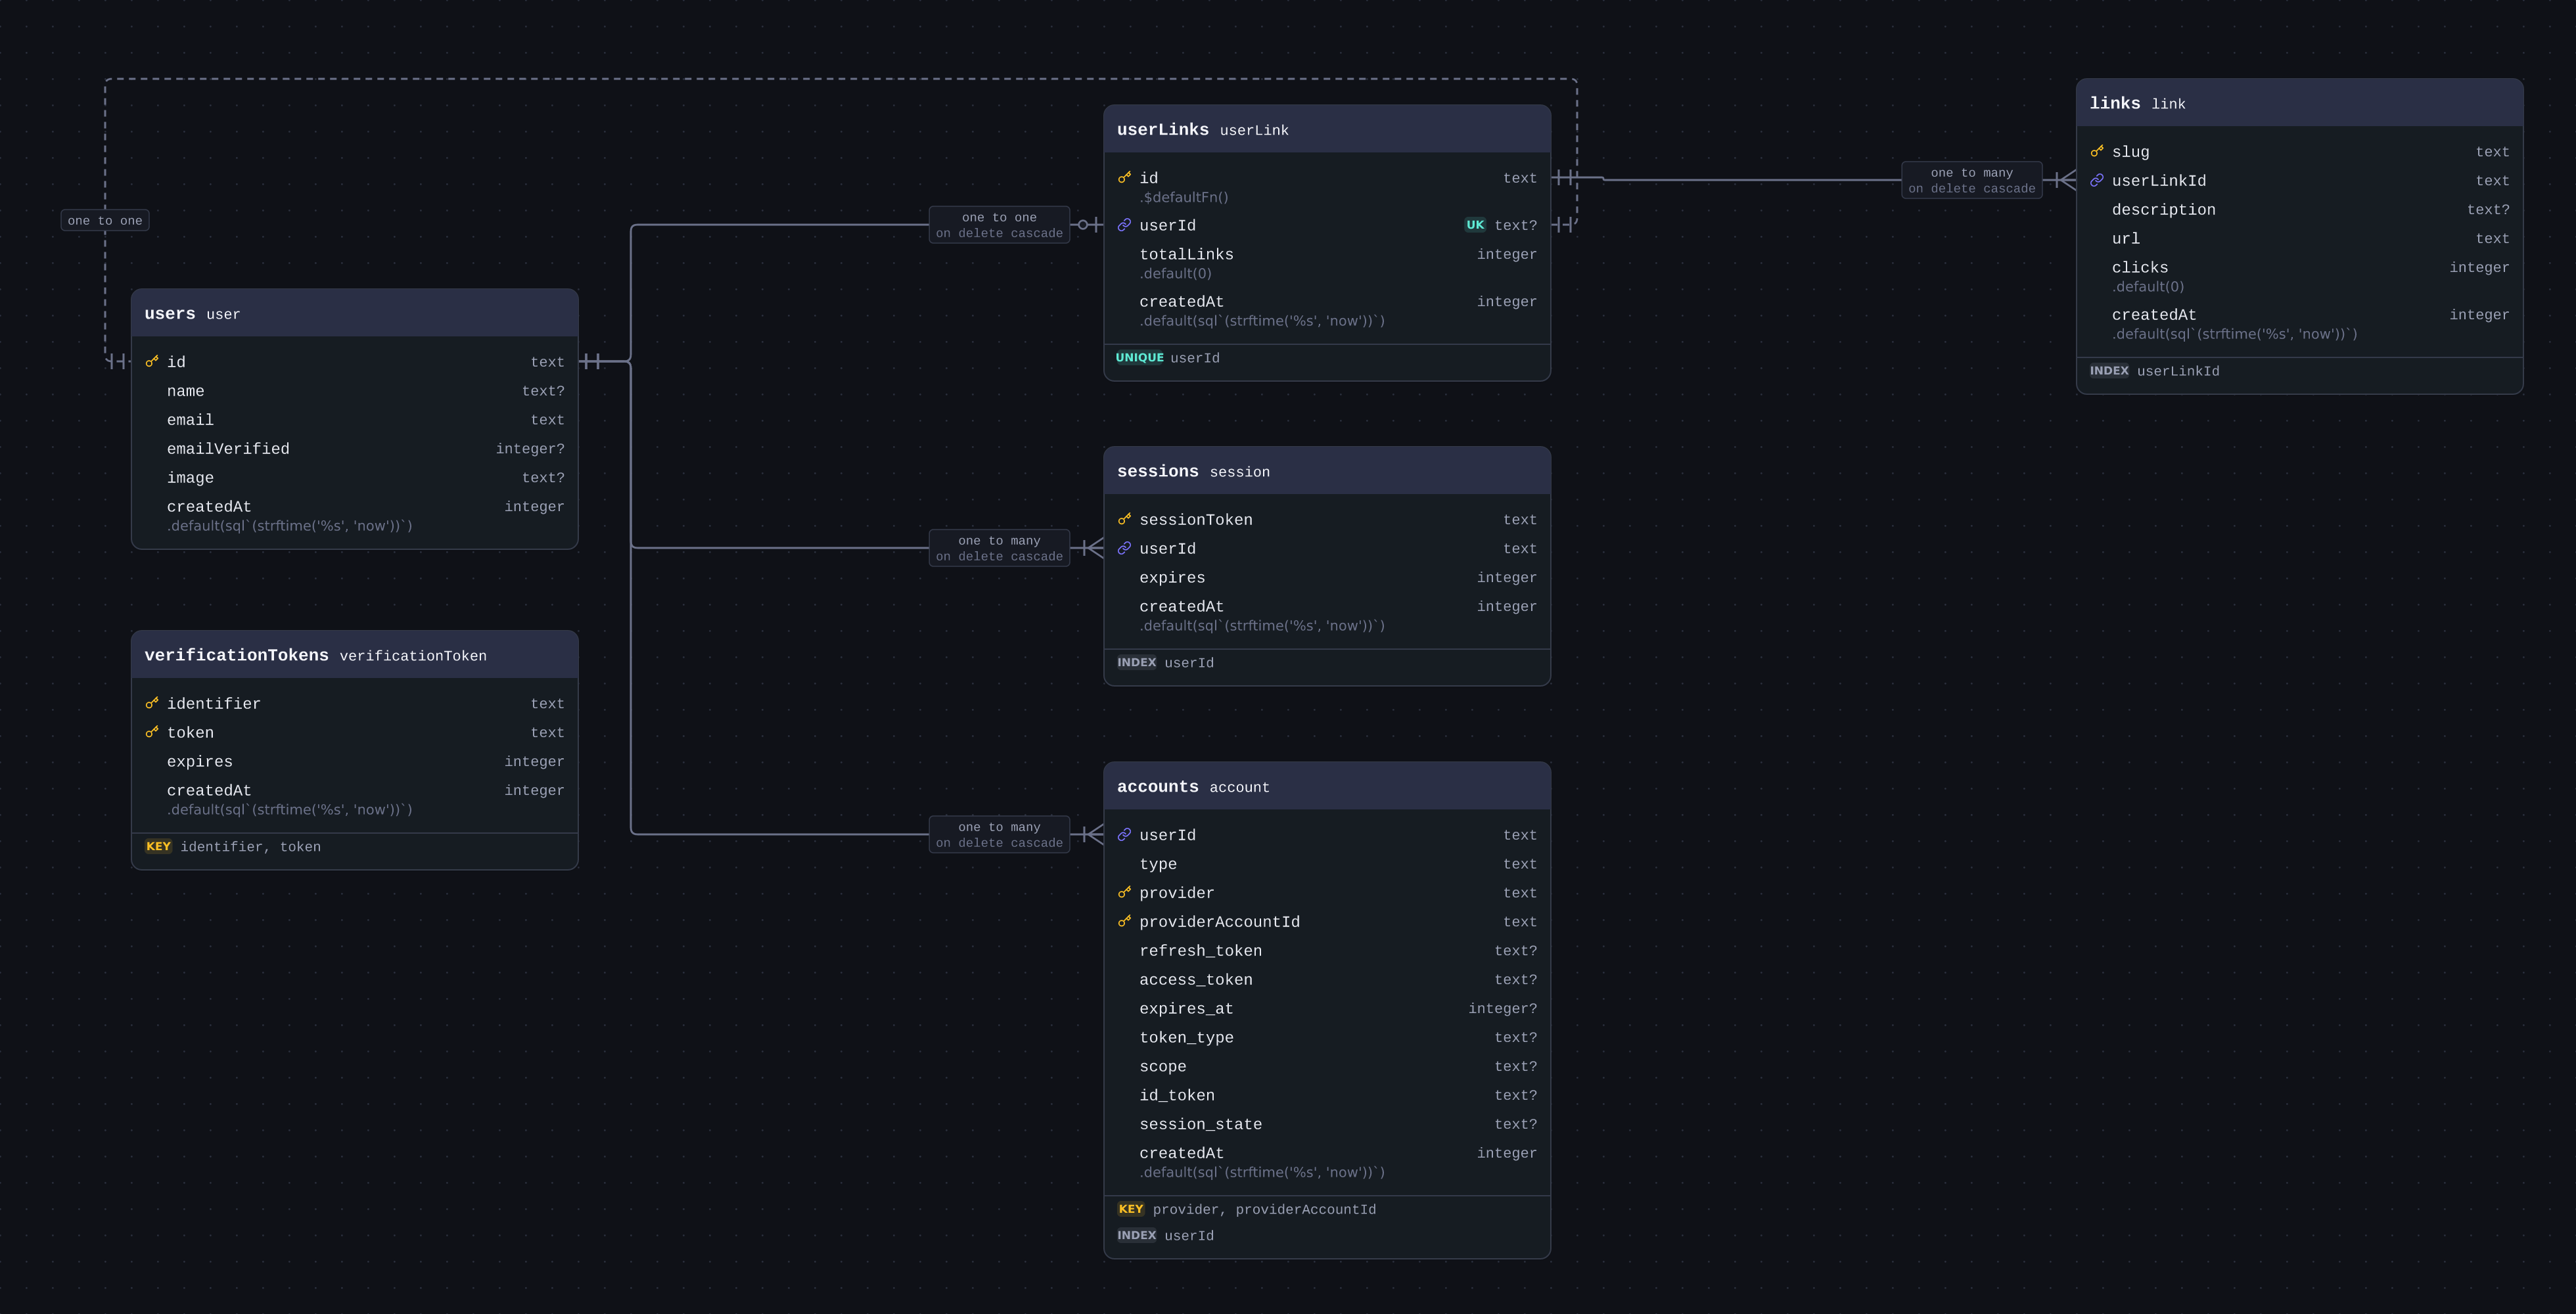 one to one
users user
id text
name text?
email text
emailVerified integer?
image text?
createdAt integer
.default(sql`(strftime('%s', 'now'))`)
verificationTokens verificationToken
identifier text
token text
expires integer
createdAt integer
.default(sql`(strftime('%s', 'now'))`)
KEY identifier, token
one to one
on delete cascade
one to many
on delete cascade
one to many
on delete cascade
userLinks userLink
id text
.$defaultFn()
userId UK text?
totalLinks integer
.default(0)
createdAt integer
.default(sql`(strftime('%s', 'now'))`)
UNIQUE userId
sessions session
sessionToken text
userId text
expires integer
createdAt integer
.default(sql`(strftime('%s', 'now'))`)
INDEX userId
accounts account
userId text
type text
provider text
providerAccountId text
refresh_token text?
access_token text?
expires_at integer?
token_type text?
scope text?
id_token text?
session_state text?
createdAt integer
.default(sql`(strftime('%s', 'now'))`)
KEY provider, providerAccountId
INDEX userId
one to many
on delete cascade
links link
slug text
userLinkId text
description text?
url text
clicks integer
.default(0)
createdAt integer
.default(sql`(strftime('%s', 'now'))`)
INDEX userLinkId